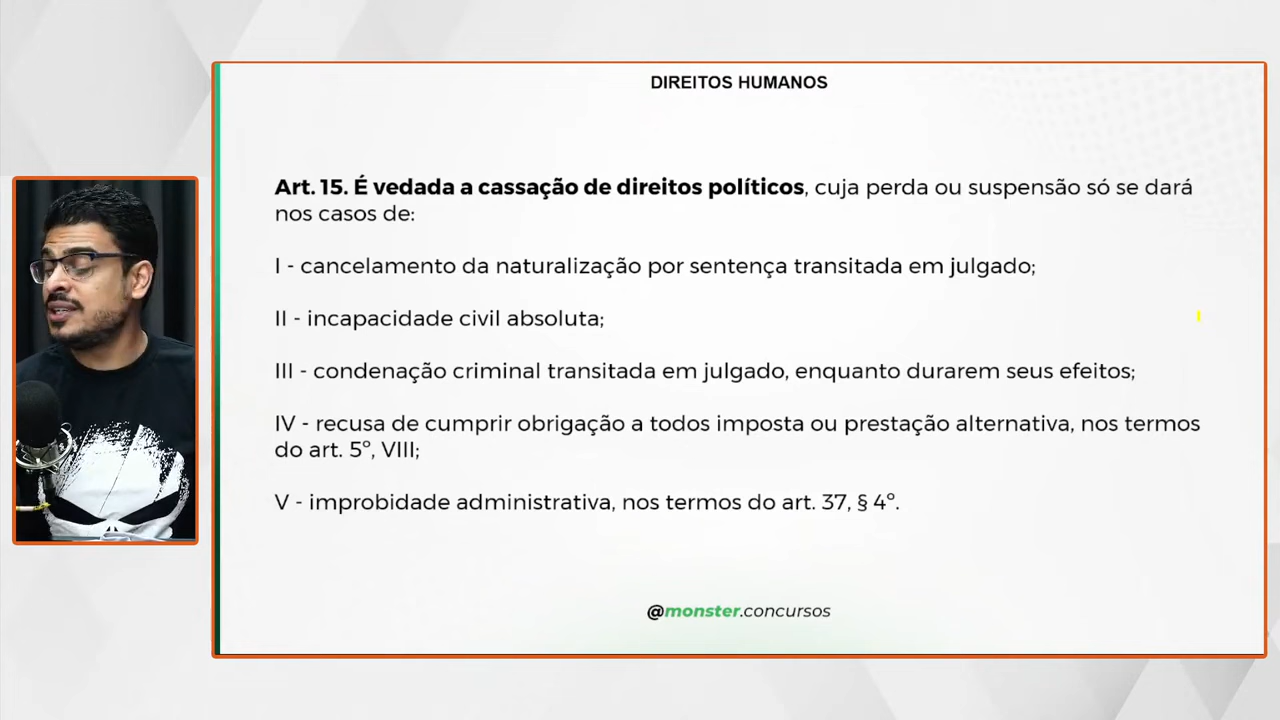 DIREITOS HUMANOS
Art. 15. É vedada a cassação de direitos políticos, cuja perda ou suspensão só se dará
nos casos de:
I - cancelamento da naturalização por sentença transitada em julgado;
II - incapacidade civil absoluta;
III - condenação criminal transitada em julgado, enquanto durarem seus efeitos;
IV - recusa de cumprir obrigação a todos imposta ou prestação alternativa, nos termos
do art. 5º, VIII;
V - improbidade administrativa, nos termos do art. 37, § 4º.
@monster.concursos